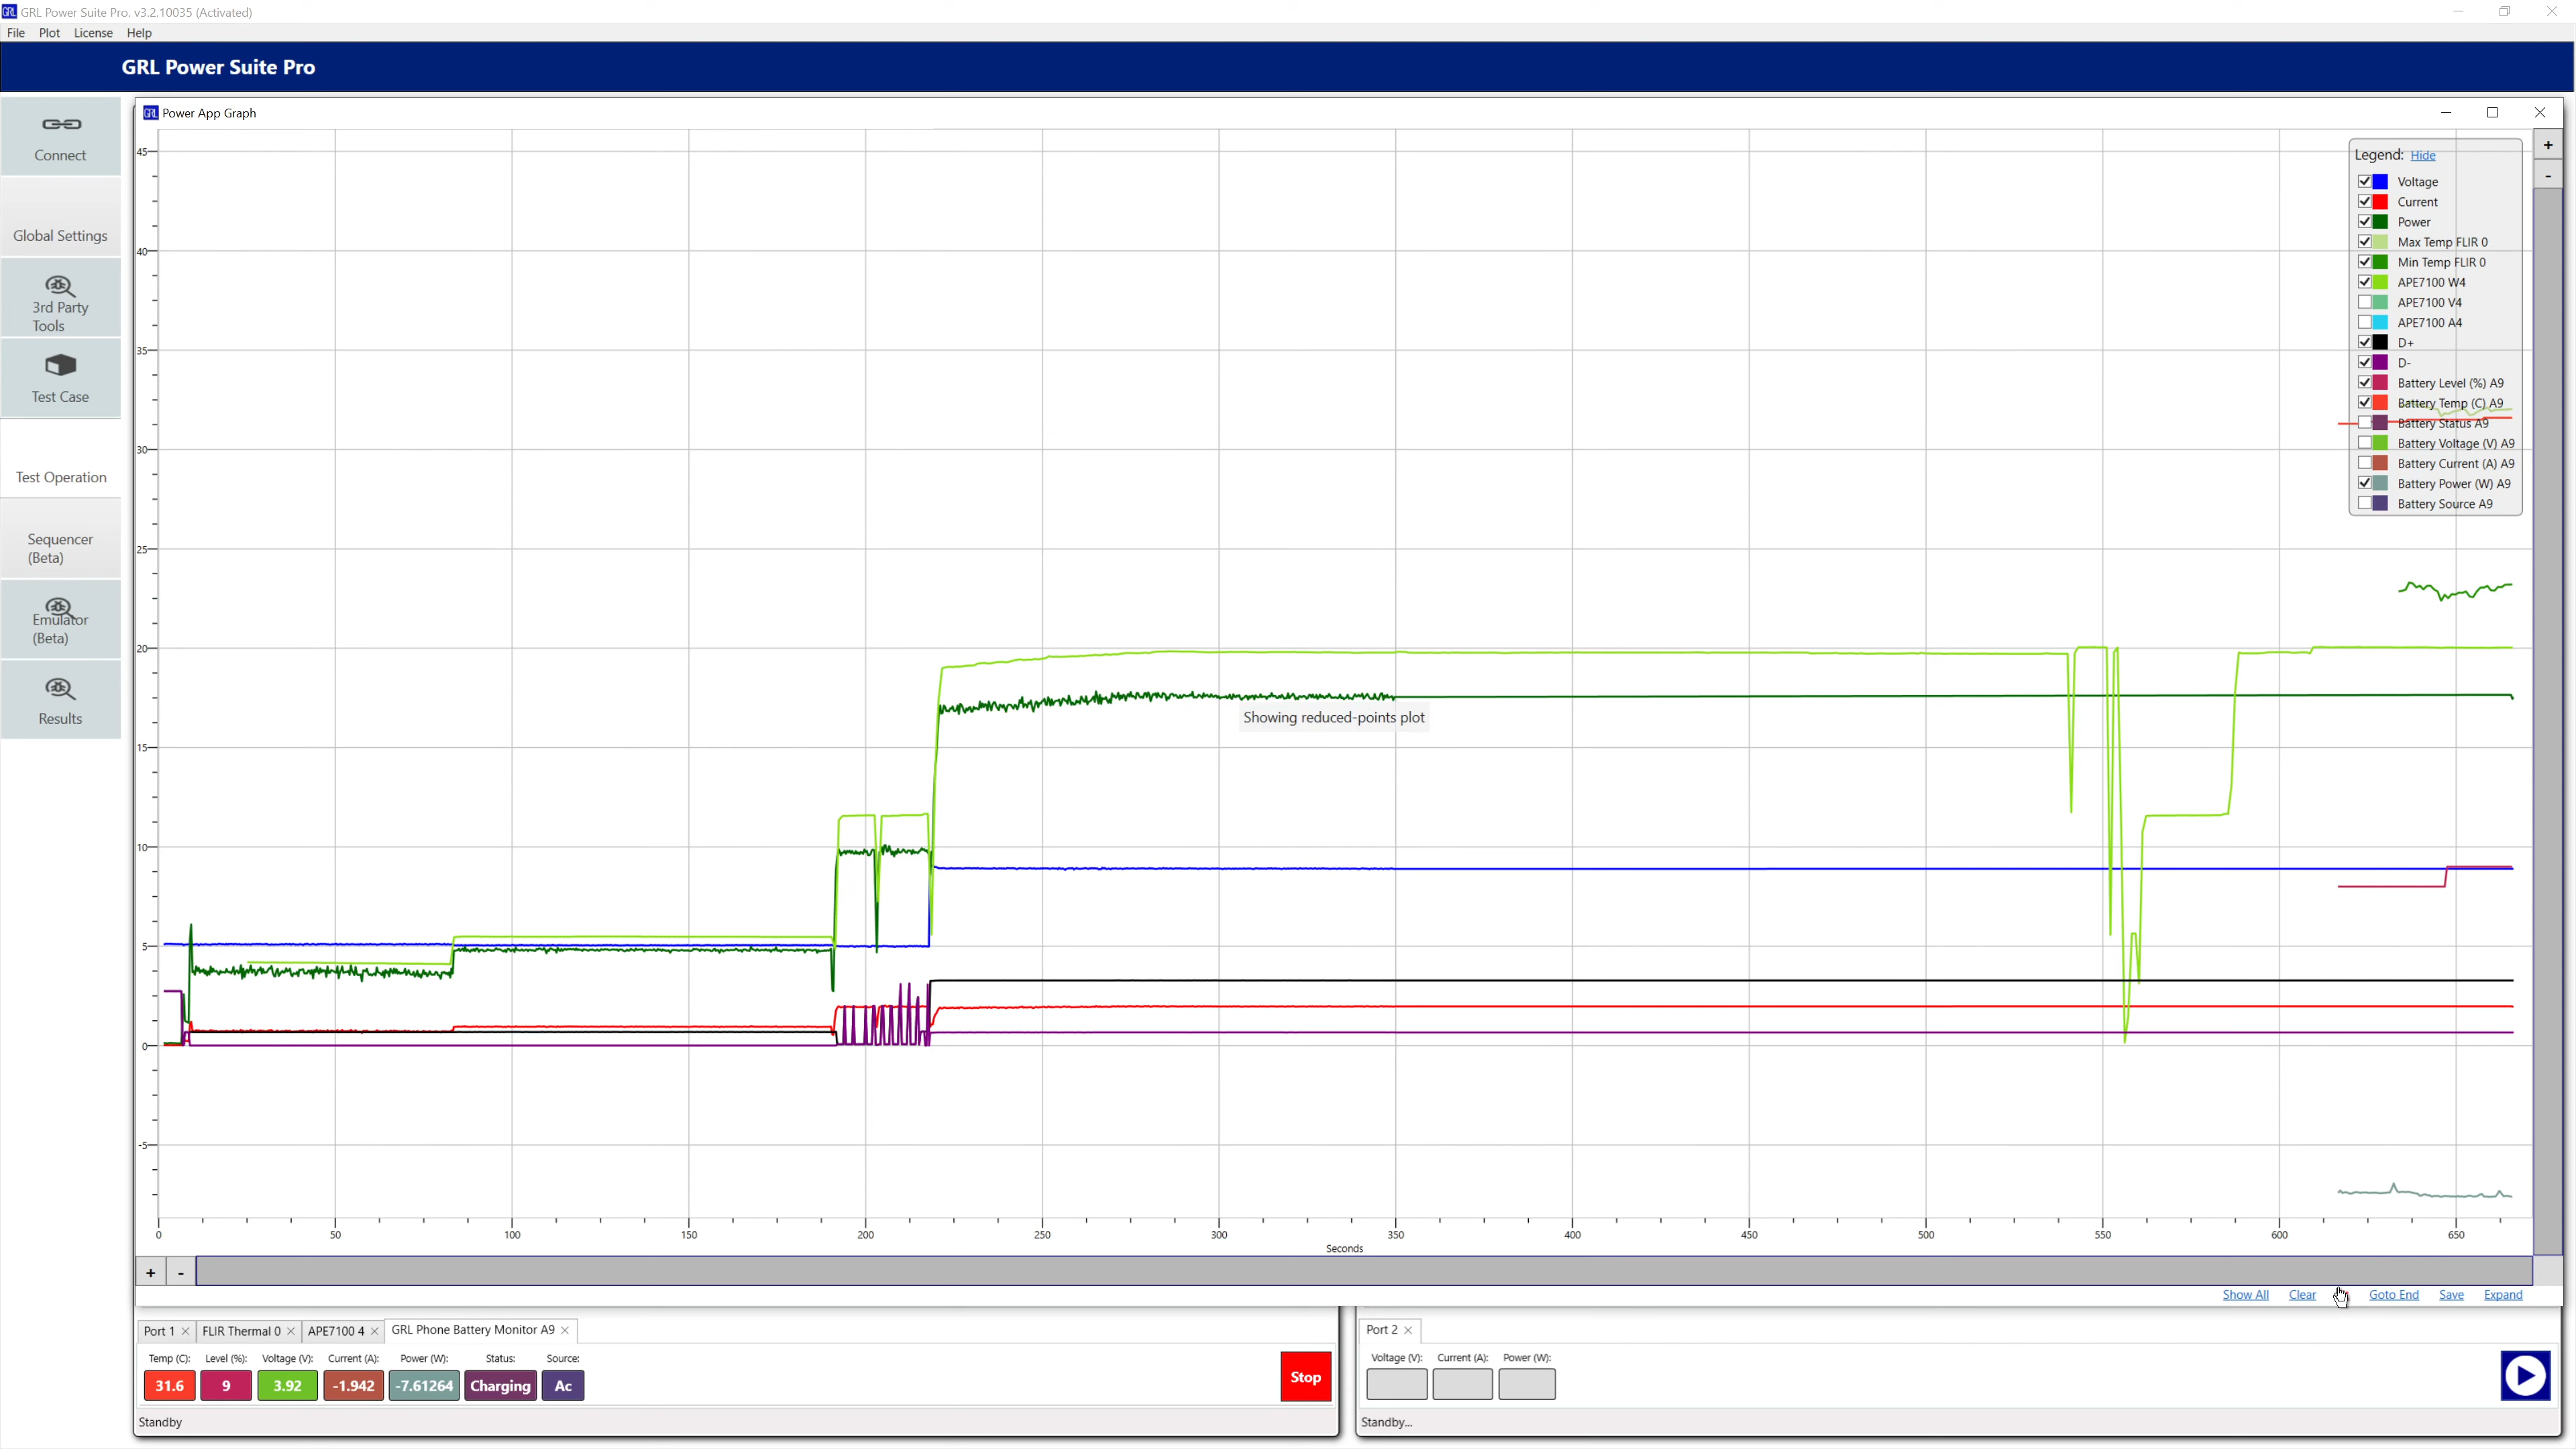 GRL GRL Power Suite Pro. v3.2.10035 (Activated)
File Plot License Help
GRL Power Suite Pro
Connect
Global Settings
3rd Party
Tools
Test Case
Test Operation
Sequencer
(Beta)
Emulator
(Beta)
Results
GRL Power App Graph
45
40
35
30
25
20
15
10
5
0
-5
Legend: Hide
Voltage
Current
Power
Max Temp FLIR 0
Min Temp FLIR 0
APE7100 W4
APE7100 V4
APE7100 A4
D+
D-
Battery Level (%) A9
Battery Temp (C) A9
Battery Status A9
Battery Voltage (V) A9
Battery Current (A) A9
Battery Power (W) A9
Battery Source A9
+
-
Showing reduced-points plot
0 50 100 150 200 250 300 350 400 450 500 550 600 650
Seconds
+ -
Show All Clear Goto End Save Expand
Port 1 FLIR Thermal 0 APE7100 4 GRL Phone Battery Monitor A9
Temp (C): Level (%): Voltage (V): Current (A): Power (W): Status: Source:
31.6 9 3.92 -1.942 -7.61264 Charging Ac
Stop
Standby
Port 2
Voltage (V): Current (A): Power (W):
Standby...